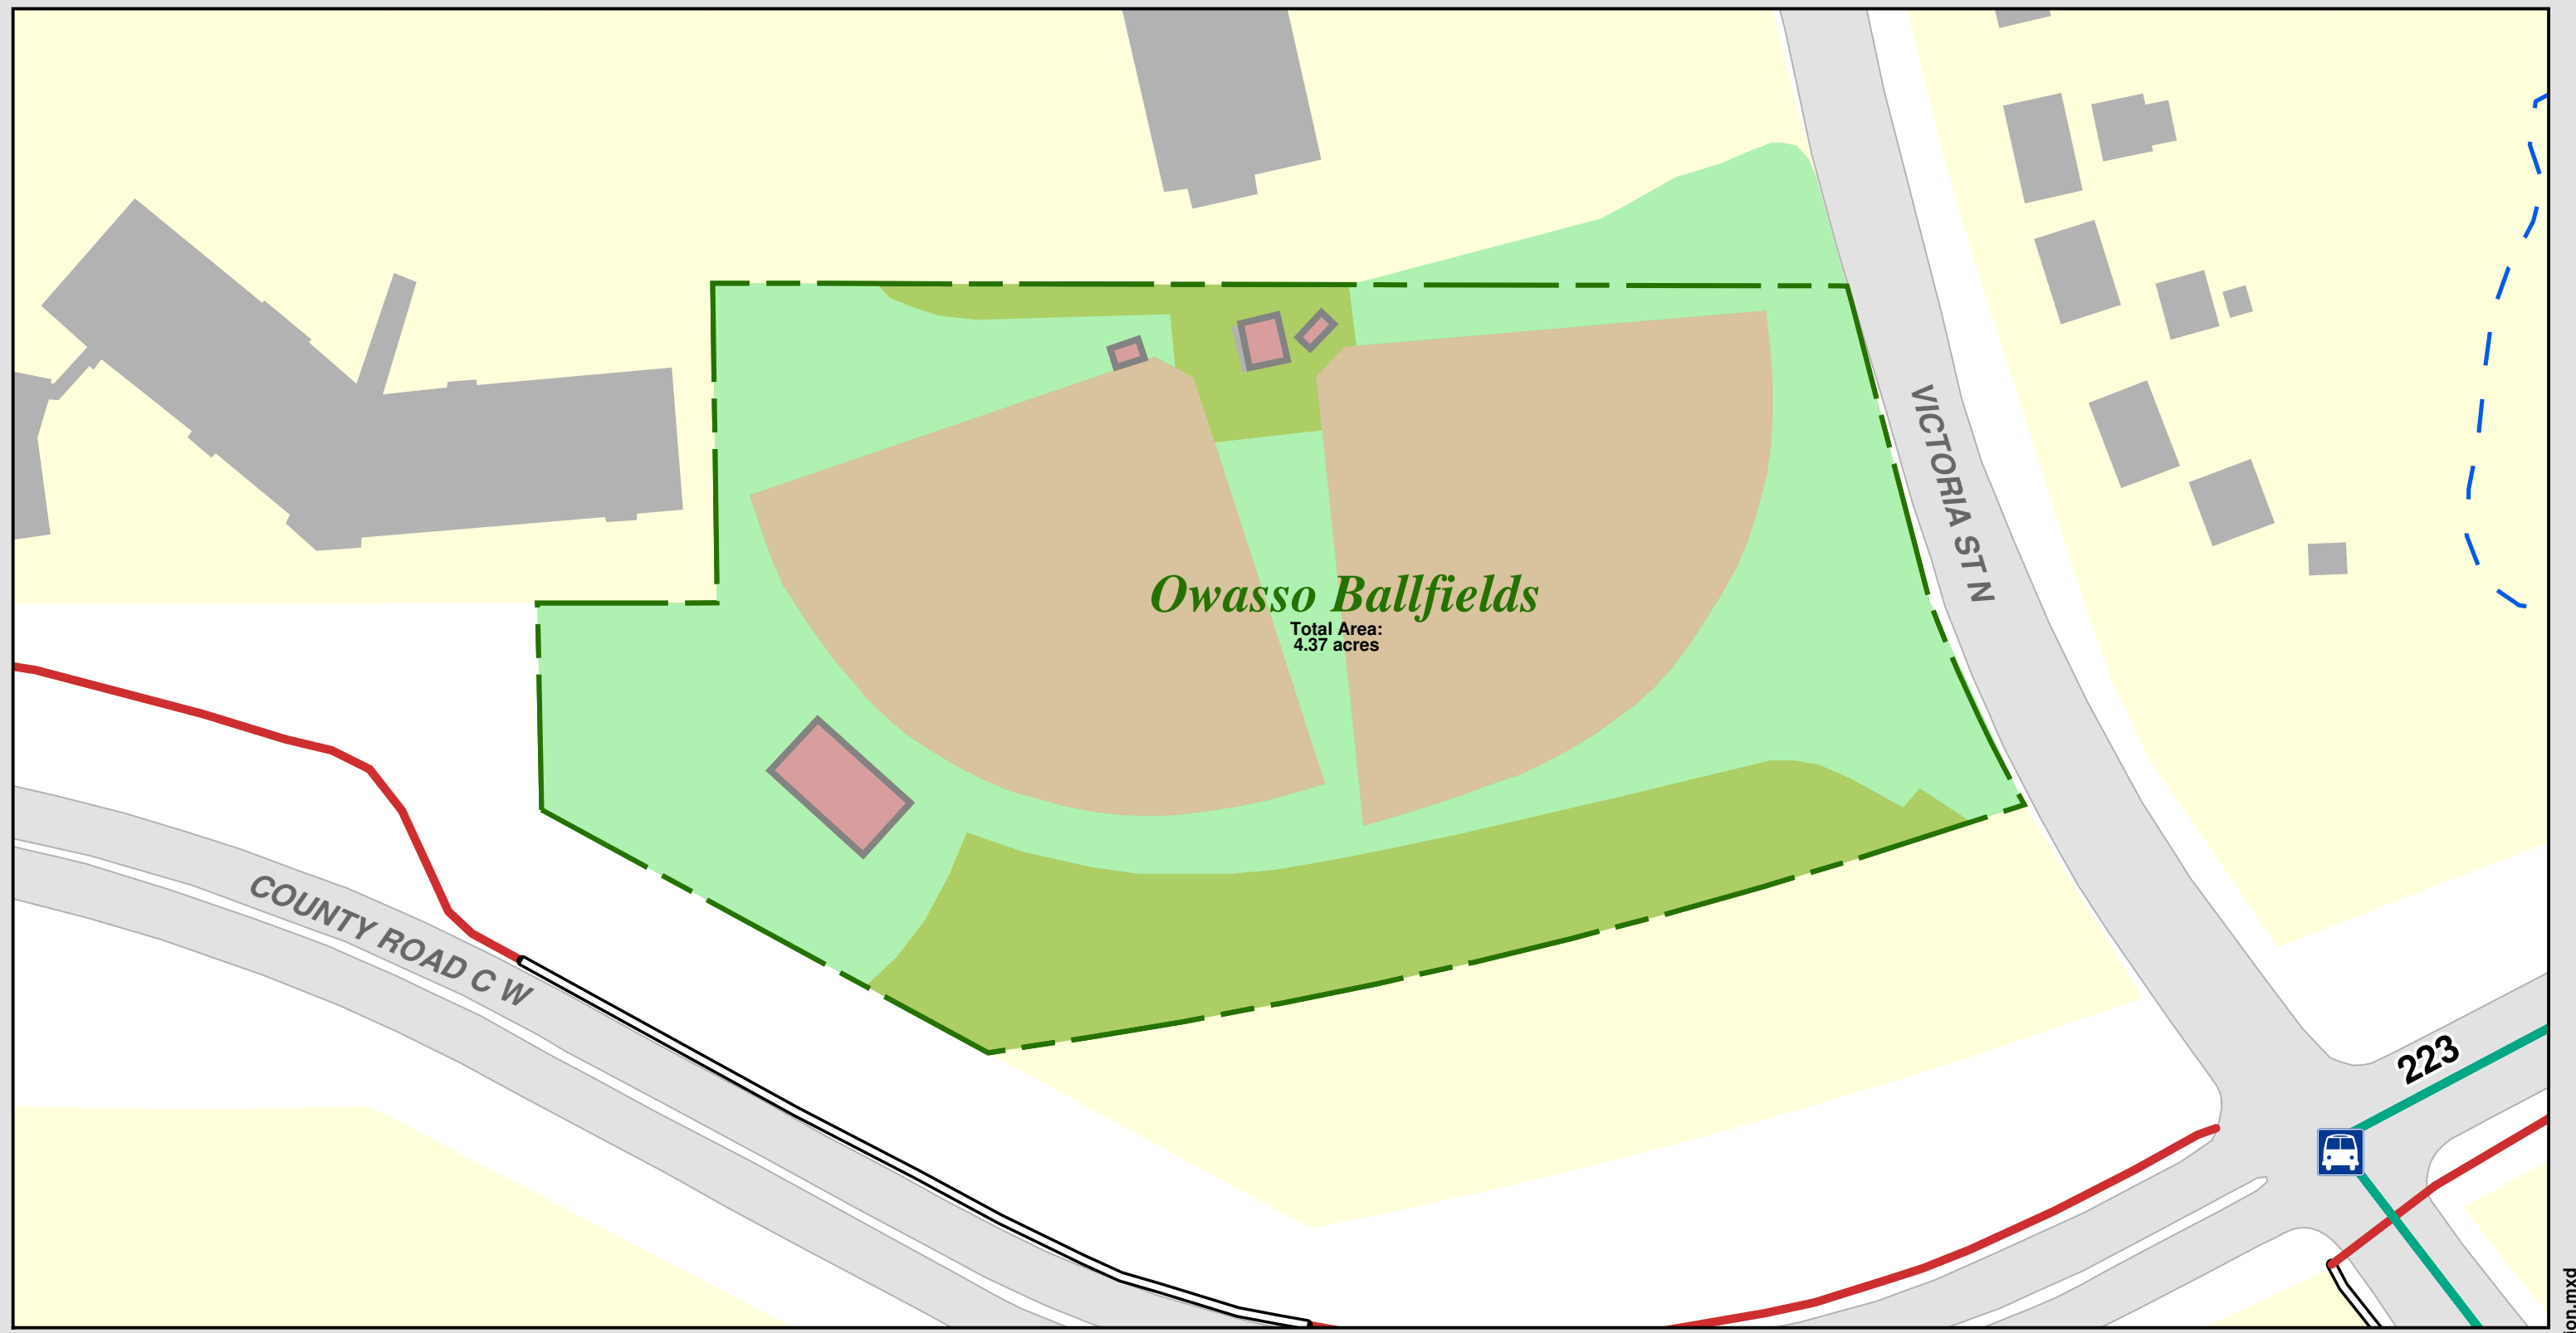 VICTORIA ST N
Owasso Ballfields
Total Area:
4.37 acres
COUNTY ROAD C W
223